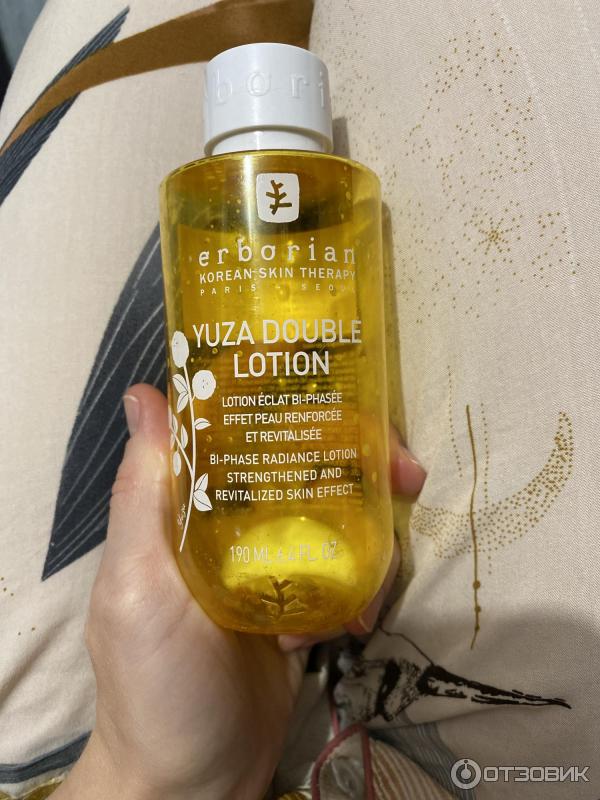 bori
erborian
KOREAN SKIN THERAPY
PARIS - SEOUL
YUZA DOUBLE
LOTION
LOTION ÉCLAT BI-PHASÉE
EFFET PEAU RENFORCÉE
ET REVITALISÉE
BI-PHASE RADIANCE LOTION
STRENGTHENED AND
REVITALIZED SKIN EFFECT
190 ML 6.4 FL. OZ
ОТЗОВИК